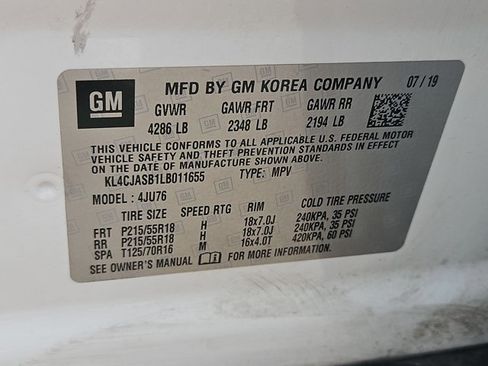 GM
MFD BY GM KOREA COMPANY 07/19
GVWR GAWR FRT GAWR RR
4286 LB 2348 LB 2194 LB
THIS VEHICLE CONFORMS TO ALL APPLICABLE U.S. FEDERAL MOTOR
VEHICLE SAFETY AND THEFT PREVENTION STANDARDS IN EFFECT
ON THE DATE OF MANUFACTURE SHOWN ABOVE.
KL4CJASB1LB011655 TYPE: MPV
MODEL: 4JU76
TIRE SIZE SPEED RTG RIM COLD TIRE PRESSURE
FRT P215/55R18 H 18x7.0J 240KPA, 35 PSI
RR P215/55R18 H 18x7.0J 240KPA, 35 PSI
SPA T125/70R16 M 16x4.0T 420KPA, 60 PSI
SEE OWNER'S MANUAL FOR MORE INFORMATION.